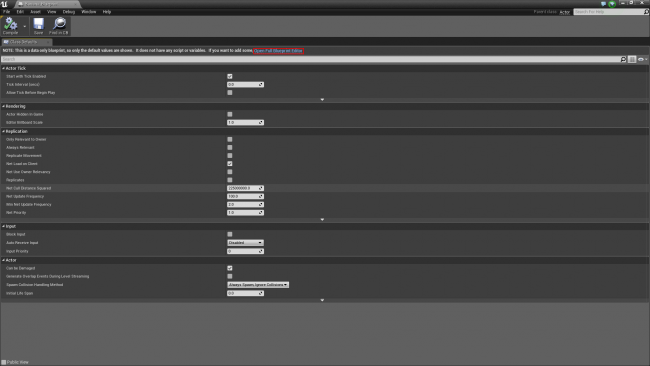 File Edit Asset View Debug Window Help
Parent class: Actor
Search For Help
Compile
Save
Find in CB
Class Defaults
NOTE: This is a data only blueprint, so only the default values are shown. It does not have any script or variables. If you want to add some, Open Full Blueprint Editor
Search
Actor Tick
Start with Tick Enabled
Tick Interval (secs) 0.0
Allow Tick Before Begin Play
Rendering
Actor Hidden In Game
Editor Billboard Scale 1.0
Replication
Only Relevant to Owner
Always Relevant
Replicate Movement
Net Load on Client
Net Use Owner Relevancy
Replicates
Net Cull Distance Squared 225000000.0
Net Update Frequency 100.0
Min Net Update Frequency 2.0
Net Priority 1.0
Input
Block Input
Auto Receive Input Disabled
Input Priority 0
Actor
Can be Damaged
Generate Overlap Events During Level Streaming
Spawn Collision Handling Method Always Spawn, Ignore Collisions
Initial Life Span 0.0
Public View